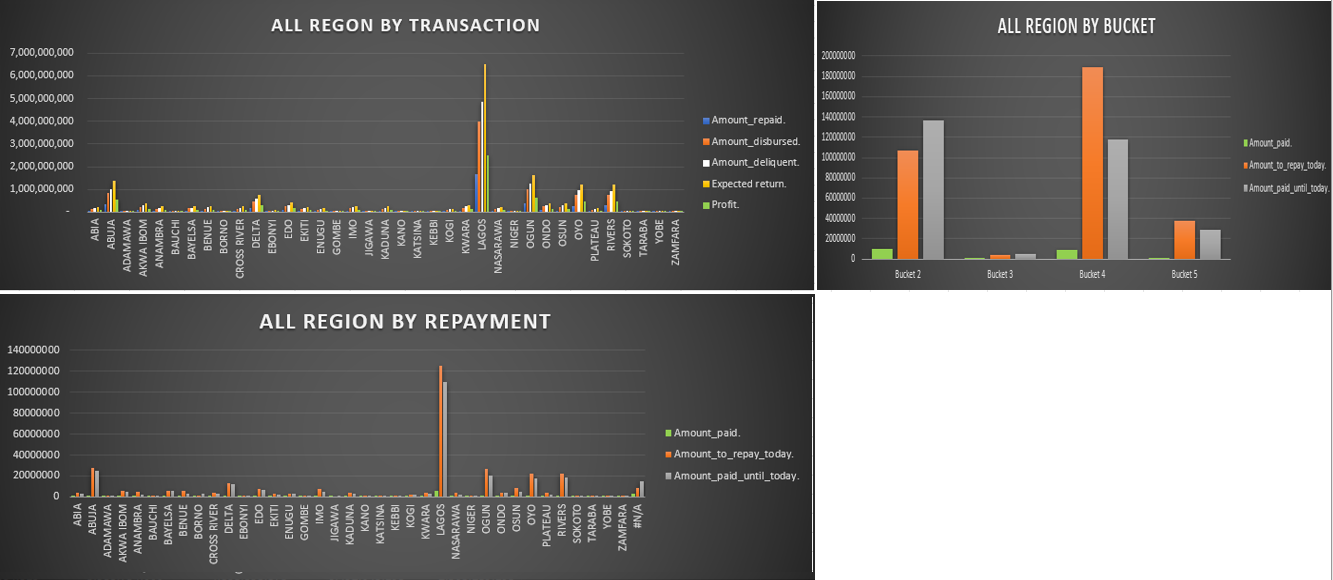 ALL REGON BY TRANSACTION
7,000,000,000
6,000,000,000
5,000,000,000
4,000,000,000
3,000,000,000
2,000,000,000
1,000,000,000
-
ABIA
ABUJA
ADAMAWA
AKWA IBOM
ANAMBRA
BAUCHI
BAYELSA
BENUE
BORNO
CROSS RIVER
DELTA
EBONYI
EDO
EKITI
ENUGU
GOMBE
IMO
JIGAWA
KADUNA
KANO
KATSINA
KEBBI
KOGI
KWARA
LAGOS
NASARAWA
NIGER
OGUN
ONDO
OSUN
OYO
PLATEAU
RIVERS
SOKOTO
TARABA
YOBE
ZAMFARA
Amount_repaid.
Amount_disbursed.
Amount_deliquent.
Expected return.
Profit.
ALL REGION BY BUCKET
200000000
180000000
160000000
140000000
120000000
100000000
80000000
60000000
40000000
20000000
0
Bucket 2
Bucket 3
Bucket 4
Bucket 5
Amount_paid.
Amount_to_repay_today.
Amount_paid_until_today.
ALL REGION BY REPAYMENT
140000000
120000000
100000000
80000000
60000000
40000000
20000000
0
ABIA
ABUJA
ADAMAWA
AKWA IBOM
ANAMBRA
BAUCHI
BAYELSA
BENUE
BORNO
CROSS RIVER
DELTA
EBONYI
EDO
EKITI
ENUGU
GOMBE
IMO
JIGAWA
KADUNA
KANO
KATSINA
KEBBI
KOGI
KWARA
LAGOS
NASARAWA
NIGER
OGUN
ONDO
OSUN
OYO
PLATEAU
RIVERS
SOKOTO
TARABA
YOBE
ZAMFARA
#N/A
Amount_paid.
Amount_to_repay_today.
Amount_paid_until_today.